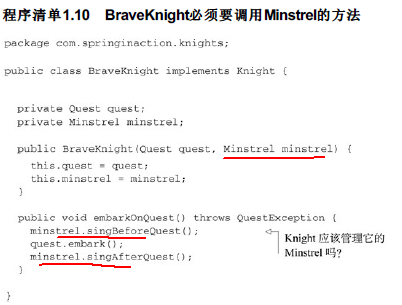 程序清单1.10 BraveKnight必须要调用Minstrel的方法
package com.springinaction.knights;
public class BraveKnight implements Knight {
private Quest quest;
private Minstrel minstrel;
public BraveKnight(Quest quest, Minstrel minstrel) {
this.quest = quest;
this.minstrel = minstrel;
}
public void embarkOnQuest() throws QuestException {
minstrel.singBeforeQuest();
quest.embark();
minstrel.singAfterQuest();
}
}
Knight 应该管理它的
Minstrel 吗?